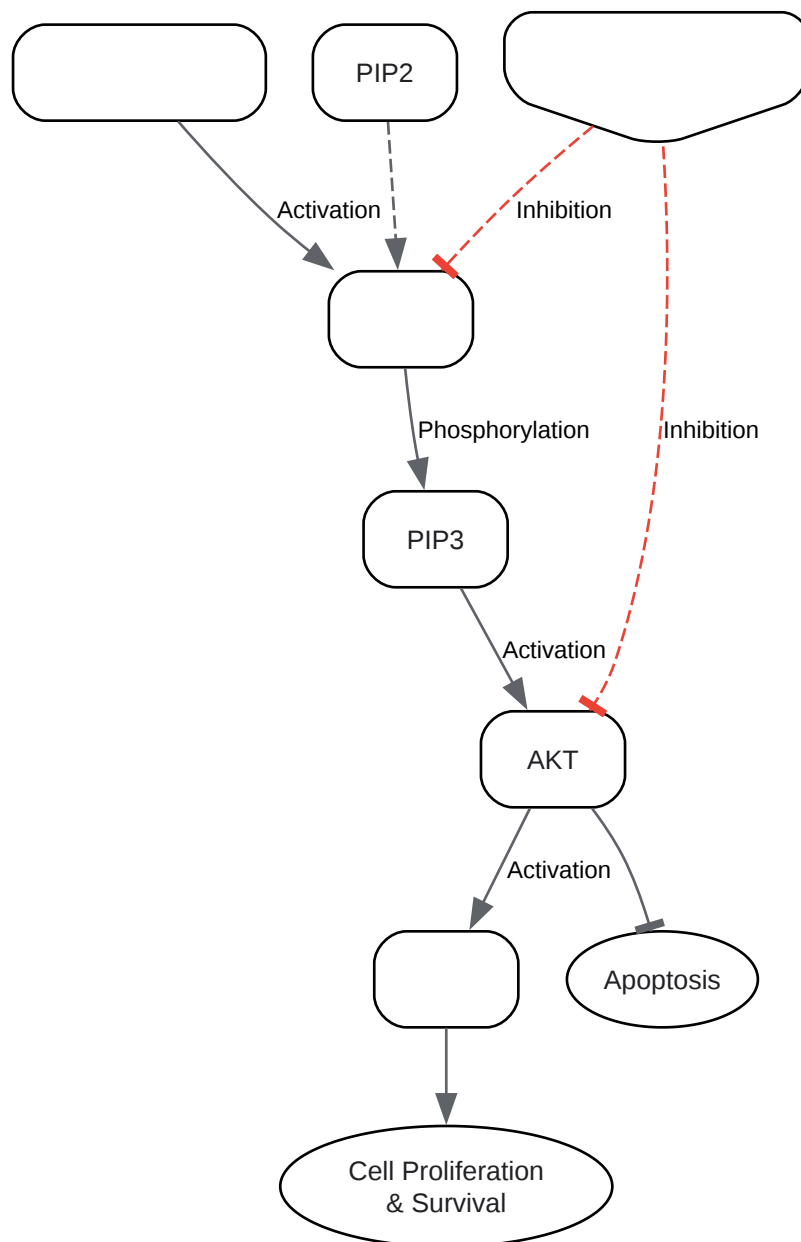 PIP2
Activation
Inhibition
Phosphorylation
Inhibition
PIP3
Activation
AKT
Activation
Apoptosis
Cell Proliferation
& Survival